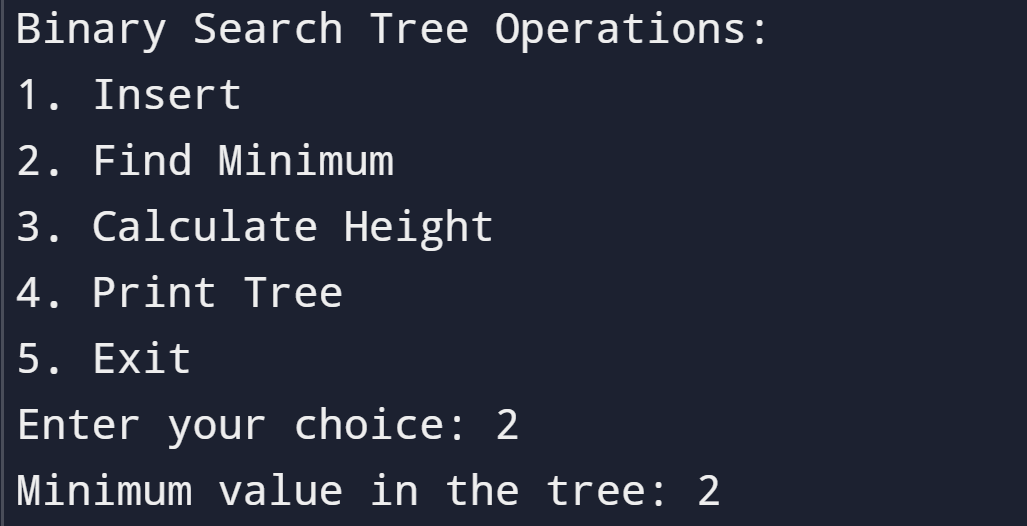 Binary Search Tree Operations:
1. Insert
2. Find Minimum
3. Calculate Height
4. Print Tree
5. Exit
Enter your choice: 2
Minimum value in the tree: 2